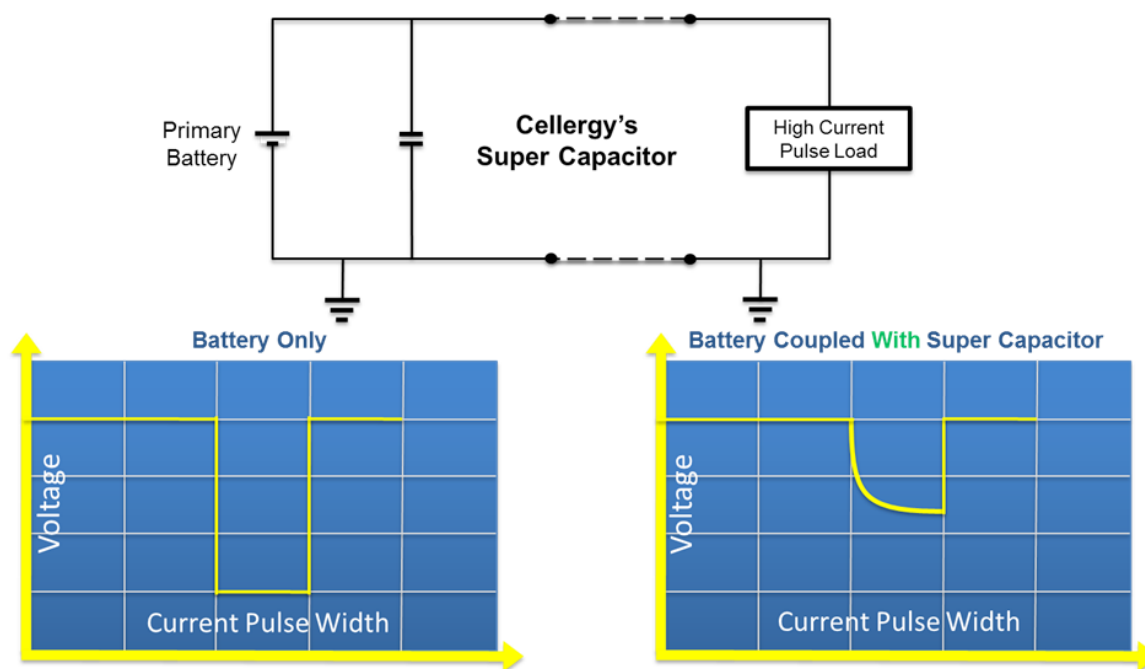 Primary
Battery
Cellergy's
Super Capacitor
High Current
Pulse Load
Battery Only
Battery Coupled With Super Capacitor
Voltage
Current Pulse Width
Voltage
Current Pulse Width